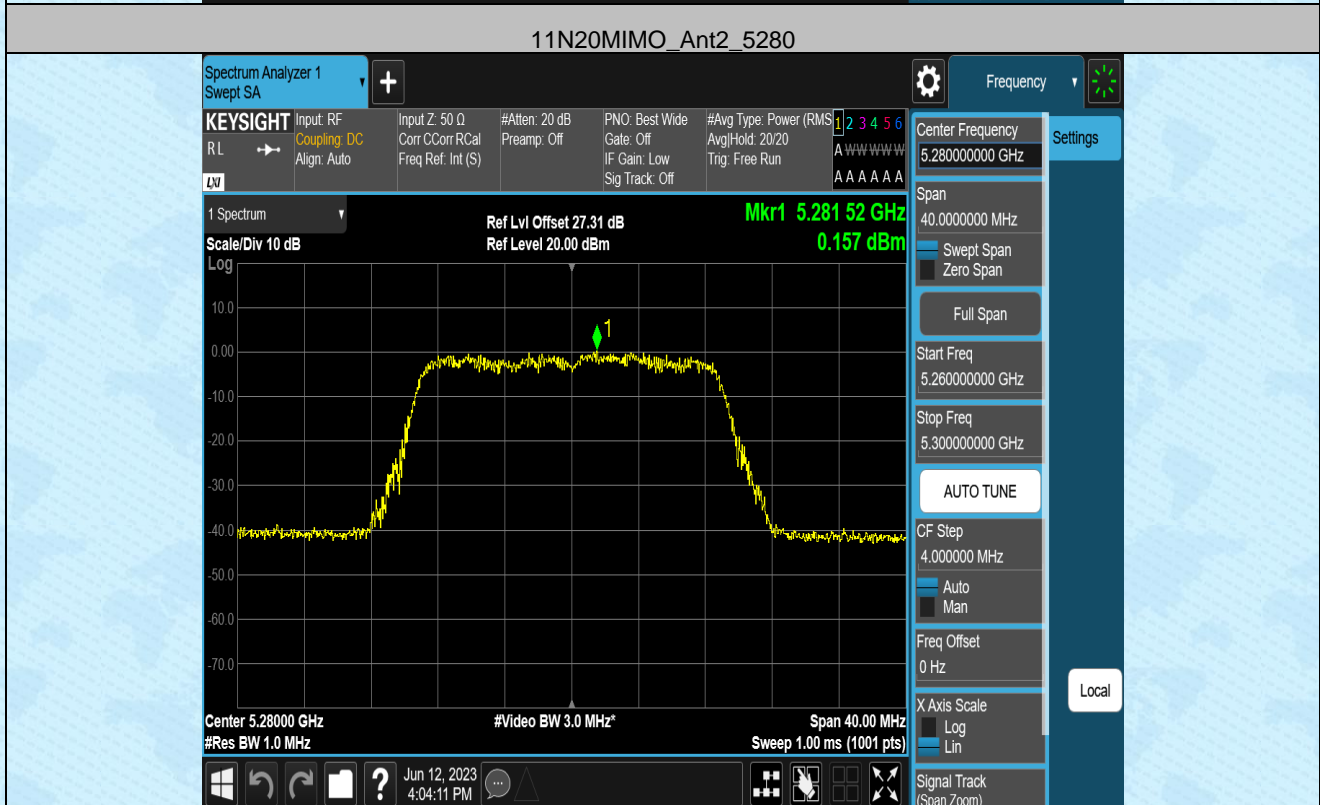 11N20MIMO_Ant2_5280
Spectrum Analyzer 1
Swept SA
+
Frequency
KEYSIGHT
RL
LXI
Input: RF
Coupling: DC
Align: Auto
Input Z: 50 Ω
Corr CCorr RCal
Freq Ref: Int (S)
#Atten: 20 dB
Preamp: Off
PNO: Best Wide
Gate: Off
IF Gain: Low
Sig Track: Off
#Avg Type: Power (RMS
Avg|Hold: 20/20
Trig: Free Run
1 2 3 4 5 6
A W W W W W
A A A A A A
Center Frequency
5.280000000 GHz
Settings
Span
40.0000000 MHz
Swept Span
Zero Span
Full Span
Start Freq
5.260000000 GHz
Stop Freq
5.300000000 GHz
AUTO TUNE
CF Step
4.000000 MHz
Auto
Man
Freq Offset
0 Hz
X Axis Scale
Log
Lin
Signal Track
(Span Zoom)
Local
1 Spectrum
Scale/Div 10 dB
Log
Ref Lvl Offset 27.31 dB
Ref Level 20.00 dBm
Mkr1 5.281 52 GHz
0.157 dBm
1
10.0
0.00
-10.0
-20.0
-30.0
-40.0
-50.0
-60.0
-70.0
Center 5.28000 GHz
#Res BW 1.0 MHz
#Video BW 3.0 MHz*
Span 40.00 MHz
Sweep 1.00 ms (1001 pts)
?
Jun 12, 2023
4:04:11 PM